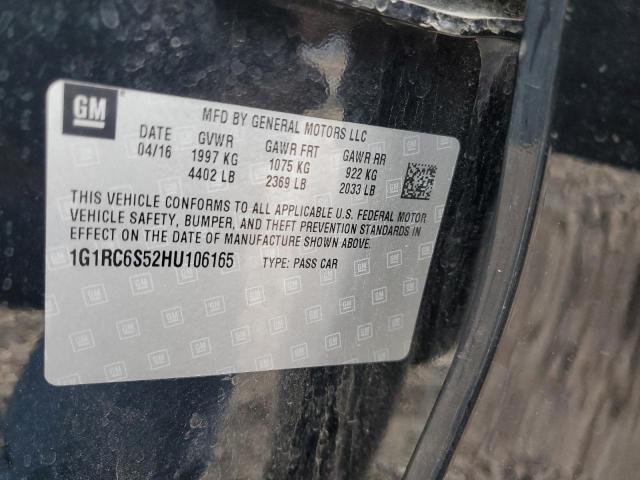 GM
MFD BY GENERAL MOTORS LLC
DATE GVWR GAWR FRT GAWR RR
04/16 1997 KG 1075 KG 922 KG
4402 LB 2369 LB 2033 LB
THIS VEHICLE CONFORMS TO ALL APPLICABLE U.S. FEDERAL MOTOR
VEHICLE SAFETY, BUMPER, AND THEFT PREVENTION STANDARDS IN
EFFECT ON THE DATE OF MANUFACTURE SHOWN ABOVE.
1G1RC6S52HU106165 TYPE: PASS CAR